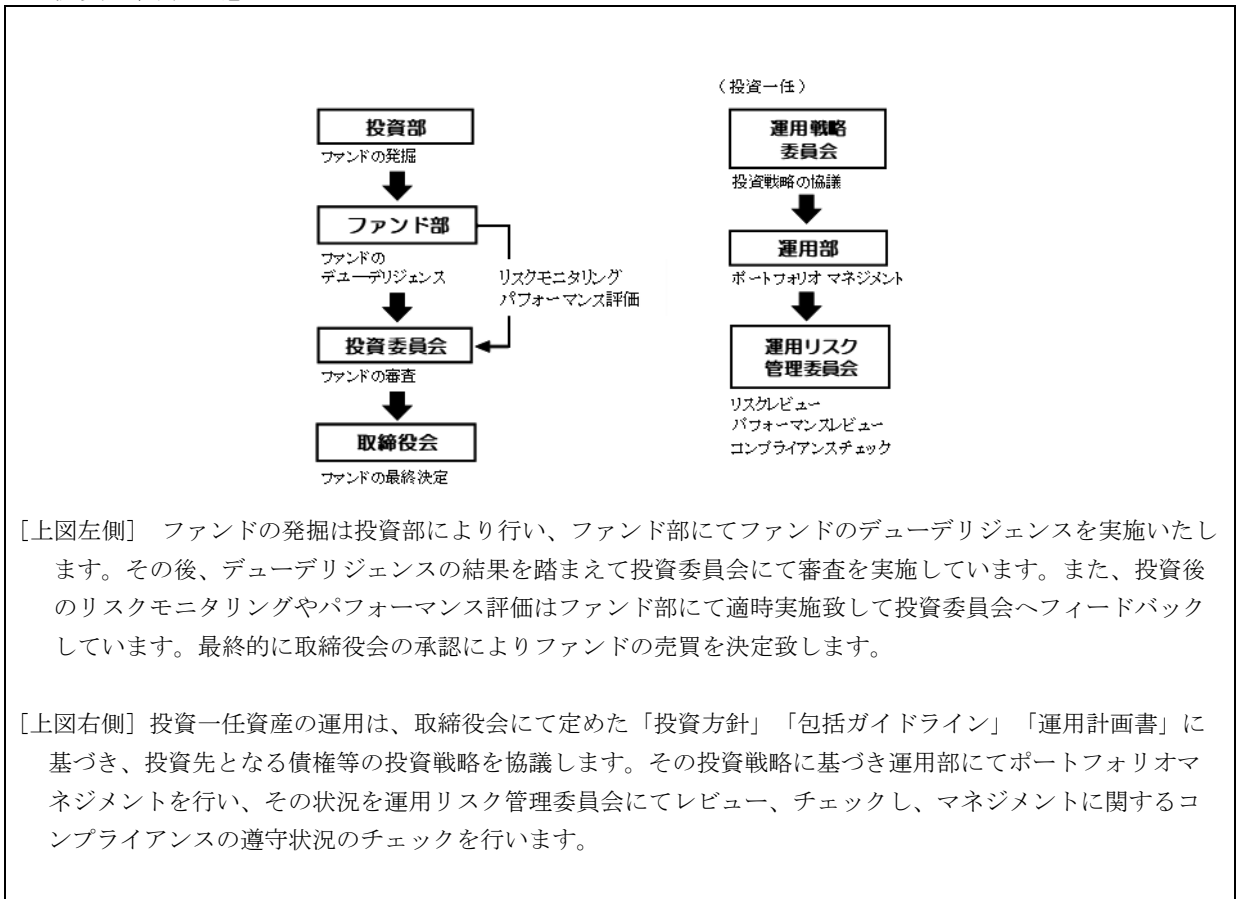 投資部
ファンドの発掘
ファンド部
ファンドの
デューデリジェンス
リスクモニタリング
パフォーマンス評価
投資委員会
ファンドの審査
取締役会
ファンドの最終決定
(投資一任)
運用戦略
委員会
投資戦略の協議
運用部
ポートフォリオ マネジメント
運用リスク
管理委員会
リスクレビュー
パフォーマンスレビュー
コンプライアンスチェック
[上図左側] ファンドの発掘は投資部により行い、ファンド部にてファンドのデューデリジェンスを実施いたし
ます。その後、デューデリジェンスの結果を踏まえて投資委員会にて審査を実施しています。また、投資後
のリスクモニタリングやパフォーマンス評価はファンド部にて適時実施致して投資委員会へフィードバック
しています。最終的に取締役会の承認によりファンドの売買を決定致します。
[上図右側] 投資一任資産の運用は、取締役会にて定めた「投資方針」「包括ガイドライン」「運用計画書」に
基づき、投資先となる債権等の投資戦略を協議します。その投資戦略に基づき運用部にてポートフォリオマ
ネジメントを行い、その状況を運用リスク管理委員会にてレビュー、チェックし、マネジメントに関するコ
ンプライアンスの遵守状況のチェックを行います。